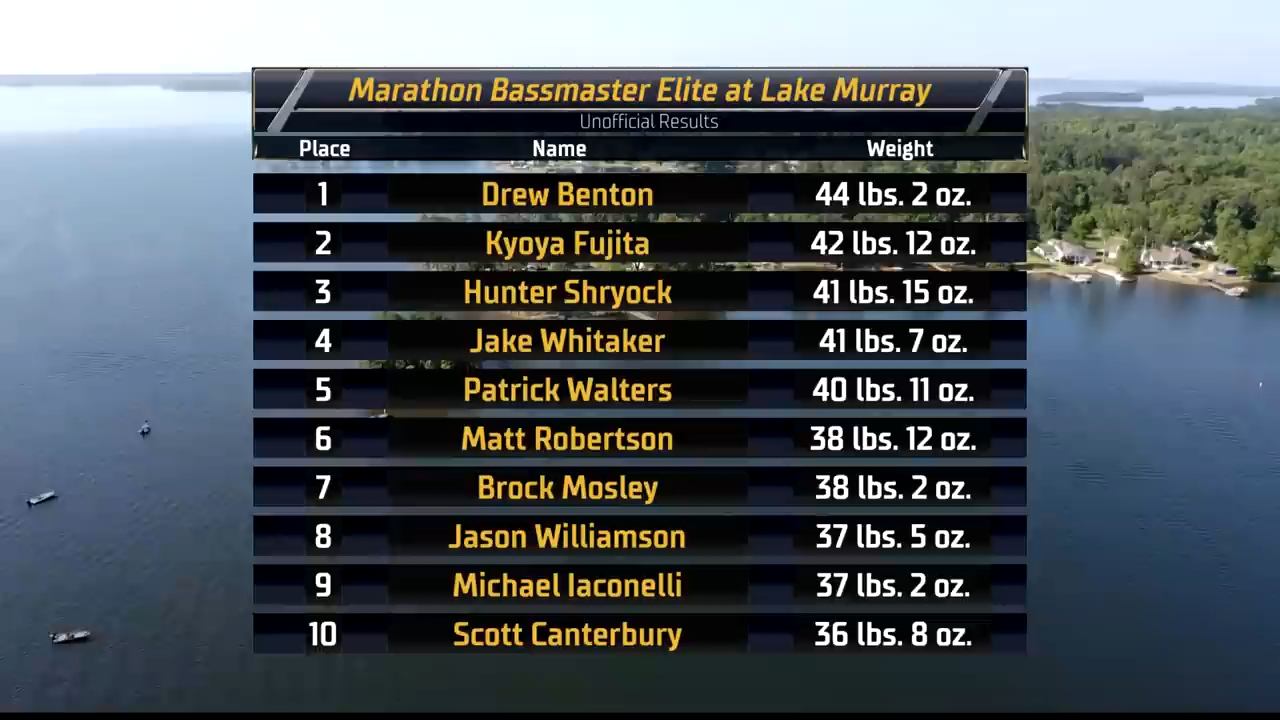 Marathon Bassmaster Elite at Lake Murray
Unofficial Results
Place Name Weight
1 Drew Benton 44 lbs. 2 oz.
2 Kyoya Fujita 42 lbs. 12 oz.
3 Hunter Shryock 41 lbs. 15 oz.
4 Jake Whitaker 41 lbs. 7 oz.
5 Patrick Walters 40 lbs. 11 oz.
6 Matt Robertson 38 lbs. 12 oz.
7 Brock Mosley 38 lbs. 2 oz.
8 Jason Williamson 37 lbs. 5 oz.
9 Michael Iaconelli 37 lbs. 2 oz.
10 Scott Canterbury 36 lbs. 8 oz.